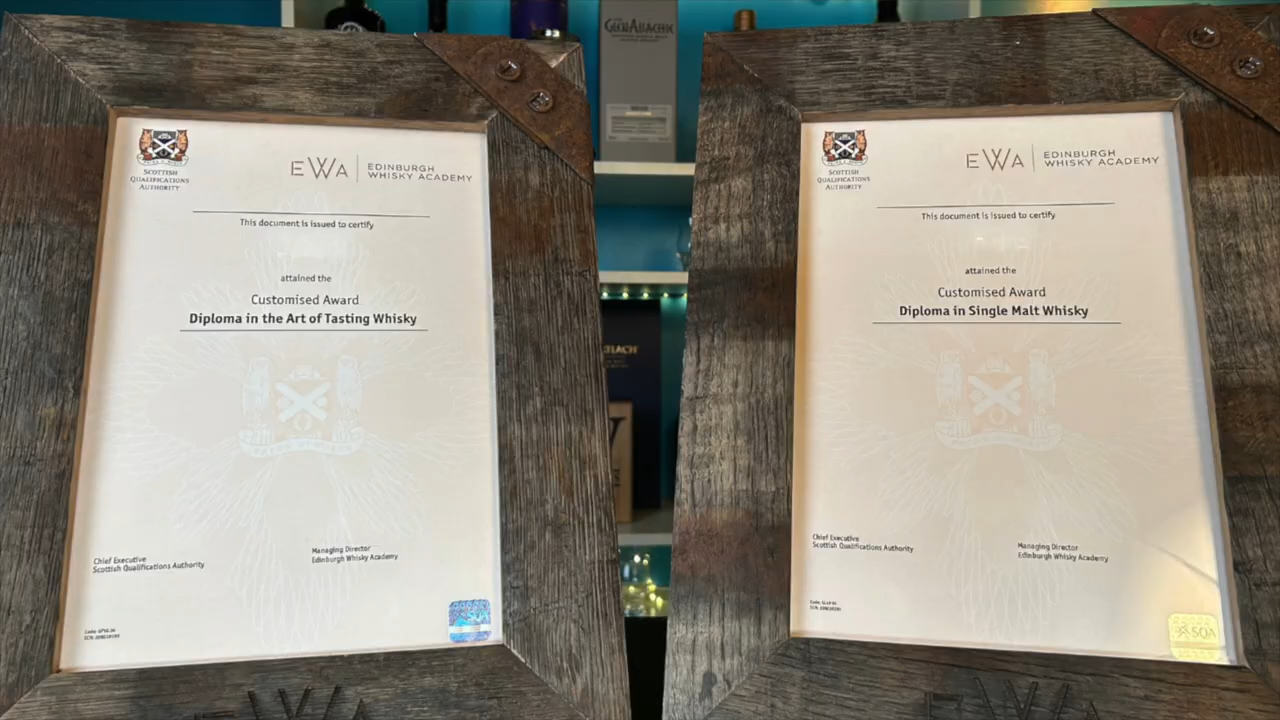 GLENALLACHIE
SCOTTISH
QUALIFICATIONS
AUTHORITY
EWA
EDINBURGH
WHISKY ACADEMY
This document is issued to certify
attained the
Customised Award
Diploma in the Art of Tasting Whisky
Chief Executive
Scottish Qualifications Authority
Managing Director
Edinburgh Whisky Academy
EWA
SCOTTISH
QUALIFICATIONS
AUTHORITY
EWA
EDINBURGH
WHISKY ACADEMY
This document is issued to certify
attained the
Customised Award
Diploma in Single Malt Whisky
Chief Executive
Scottish Qualifications Authority
Managing Director
Edinburgh Whisky Academy
SQA
EWA